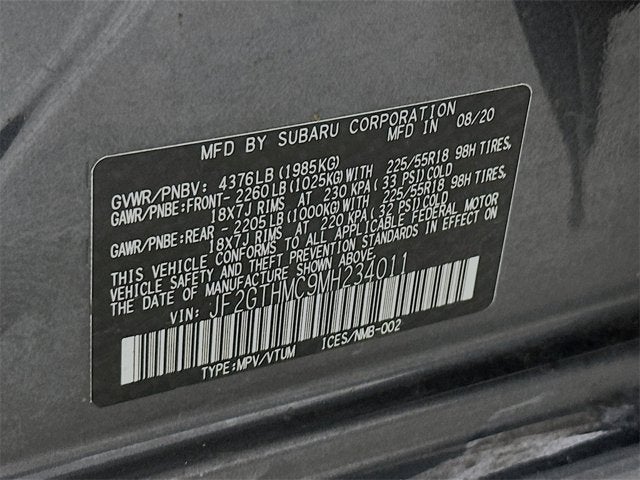 MFD BY SUBARU CORPORATION
MFD IN 08/20
GVWR/PNBV: 4376LB(1985KG)
GAWR/PNBE:FRONT- 2260LB(1025KG)WITH 225/55R18 98H TIRES,
18X7J RIMS AT 230 KPA(33 PSI)COLD
GAWR/PNBE:REAR - 2205LB(1000KG)WITH 225/55R18 98H TIRES,
18X7J RIMS AT 220 KPA(32 PSI)COLD
THIS VEHICLE CONFORMS TO ALL APPLICABLE FEDERAL MOTOR
VEHICLE SAFETY AND THEFT PREVENTION STANDARDS IN EFFECT ON
THE DATE OF MANUFACTURE SHOWN ABOVE.
VIN: JF2GTHMC9MH234011
TYPE:MPV/VTUM ICES/NMB-002